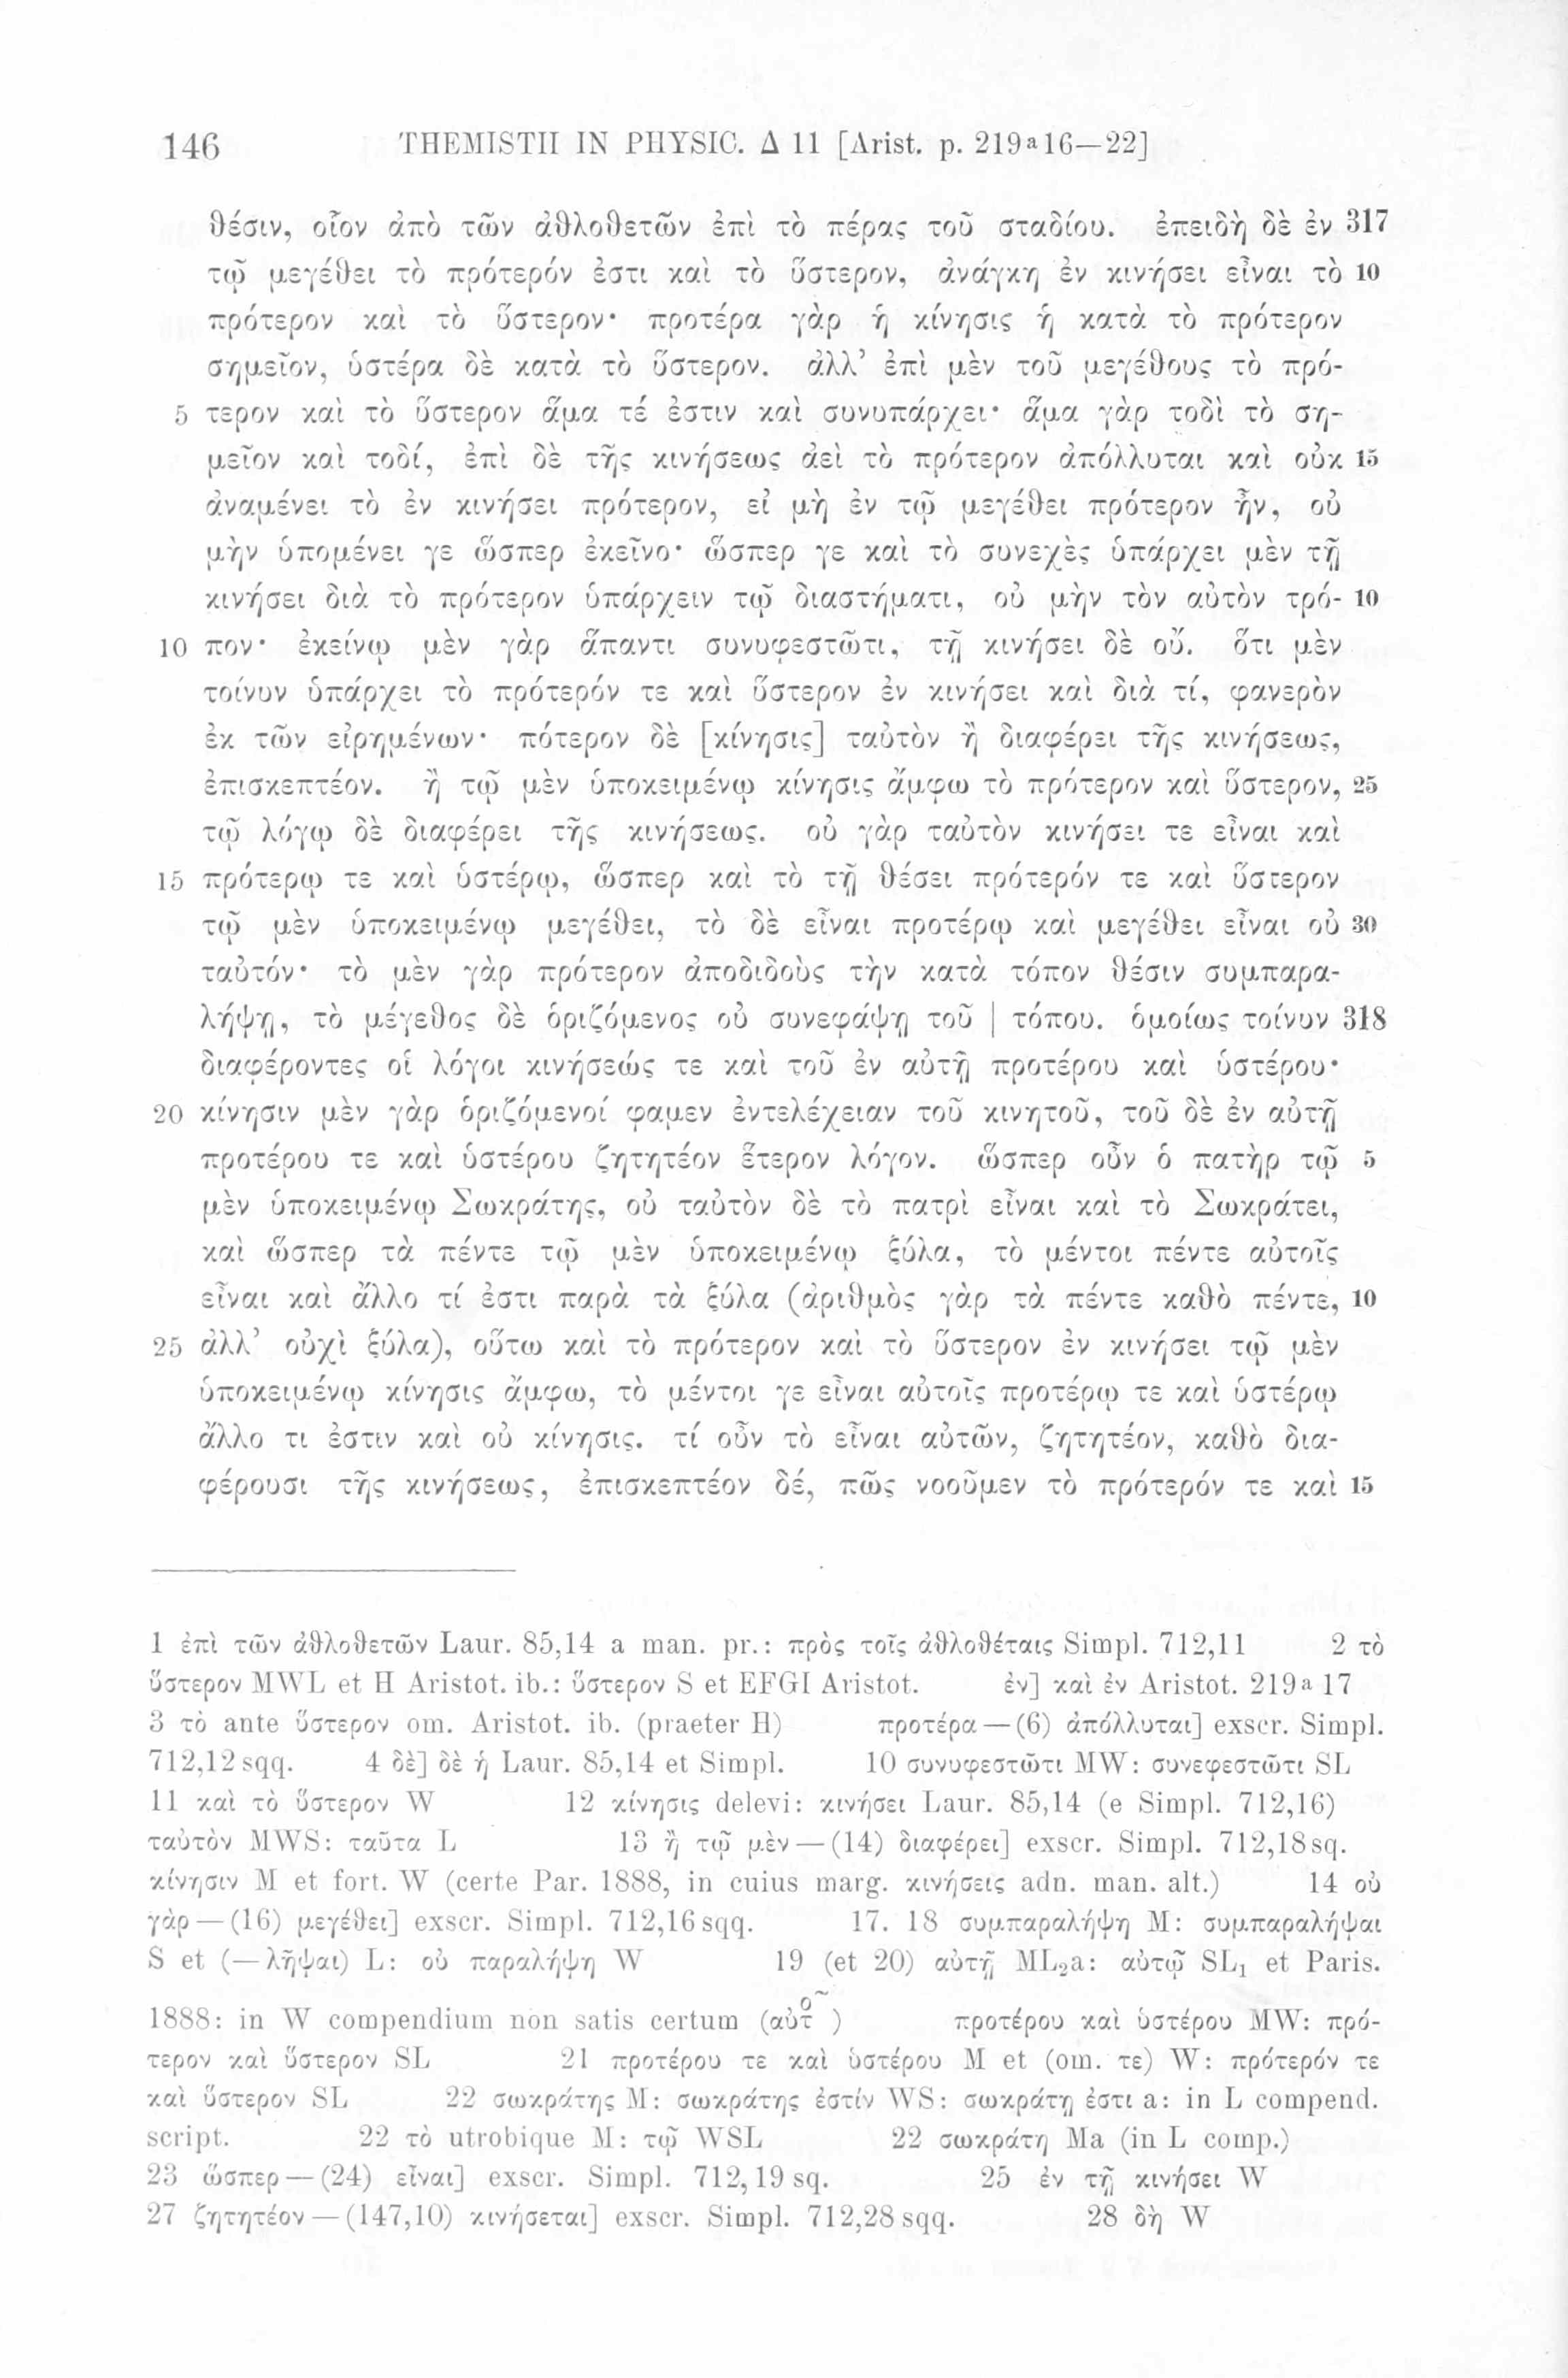 146 THEMISTII IN PHYSIC. Δ 11 [Arist. p. 219a16—22]
θέσιν, οἷον ἀπὸ τῶν ἀθλοθετῶν ἐπὶ τὸ πέρας τοῦ σταδίου. ἐπειδὴ δὲ ἐν 317
τῷ μεγέθει τὸ πρότερόν ἐστι καὶ τὸ ὕστερον, ἀνάγκη ἐν κινήσει εἶναι τὸ 10
πρότερον καὶ τὸ ὕστερον· προτέρα γὰρ ἡ κίνησις ἡ κατὰ τὸ πρότερον
σημεῖον, ὑστέρα δὲ κατὰ τὸ ὕστερον. ἀλλ’ ἐπὶ μὲν τοῦ μεγέθους τὸ πρό-
5 τερον καὶ τὸ ὕστερον ἅμα τέ ἐστιν καὶ συνυπάρχει· ἅμα γὰρ τοδὶ τὸ ση-
μεῖον καὶ τοδί, ἐπὶ δὲ τῆς κινήσεως ἀεὶ τὸ πρότερον ἀπόλλυται καὶ οὐκ 15
ἀναμένει τὸ ἐν κινήσει πρότερον, εἰ μὴ ἐν τῷ μεγέθει πρότερον ἦν, οὐ
μὴν ὑπομένει γε ὥσπερ ἐκεῖνο· ὥσπερ γε καὶ τὸ συνεχὲς ὑπάρχει μὲν τῇ
κινήσει διὰ τὸ πρότερον ὑπάρχειν τῷ διαστήματι, οὐ μὴν τὸν αὐτὸν τρό- 10
10 πον· ἐκείνῳ μὲν γὰρ ἅπαντι συνυφεστῶτι, τῇ κινήσει δὲ οὔ. ὅτι μὲν
τοίνυν ὑπάρχει τὸ πρότερόν τε καὶ ὕστερον ἐν κινήσει καὶ διὰ τί, φανερὸν
ἐκ τῶν εἰρημένων· πότερον δὲ [κίνησις] ταὐτὸν ἢ διαφέρει τῆς κινήσεως,
ἐπισκεπτέον. ἢ τῷ μὲν ὑποκειμένῳ κίνησις ἄμφω τὸ πρότερον καὶ ὕστερον, 25
τῷ λόγῳ δὲ διαφέρει τῆς κινήσεως. οὐ γὰρ ταὐτὸν κινήσει τε εἶναι καὶ
15 πρότερῳ τε καὶ ὑστέρῳ, ὥσπερ καὶ τὸ τῇ θέσει πρότερόν τε καὶ ὕστερον
τῷ μὲν ὑποκειμένῳ μεγέθει, τὸ δὲ εἶναι προτέρῳ καὶ μεγέθει εἶναι οὐ 30
ταὐτόν· τὸ μὲν γὰρ πρότερον ἀποδιδοὺς τὴν κατὰ τόπον θέσιν συμπαρα-
λήψῃ, τὸ μέγεθος δὲ ὁριζόμενος οὐ συνεφάψῃ τοῦ | τόπου. ὁμοίως τοίνυν 318
διαφέροντες οἱ λόγοι κινήσεώς τε καὶ τοῦ ἐν αὐτῇ προτέρου καὶ ὑστέρου·
20 κίνησιν μὲν γὰρ ὁριζόμενοί φαμεν ἐντελέχειαν τοῦ κινητοῦ, τοῦ δὲ ἐν αὐτῇ
προτέρου τε καὶ ὑστέρου ζητητέον ἕτερον λόγον. ὥσπερ οὖν ὁ πατὴρ τῷ 5
μὲν ὑποκειμένῳ Σωκράτης, οὐ ταὐτὸν δὲ τὸ πατρὶ εἶναι καὶ τὸ Σωκράτει,
καὶ ὥσπερ τὰ πέντε τῷ μὲν ὑποκειμένῳ ξύλα, τὸ μέντοι πέντε αὐτοῖς
εἶναι καὶ ἄλλο τί ἐστι παρὰ τὰ ξύλα (ἀριθμὸς γὰρ τὰ πέντε καθὸ πέντε, 10
25 ἀλλ’ οὐχὶ ξύλα), οὕτω καὶ τὸ πρότερον καὶ τὸ ὕστερον ἐν κινήσει τῷ μὲν
ὑποκειμένῳ κίνησις ἄμφω, τὸ μέντοι γε εἶναι αὐτοῖς προτέρῳ τε καὶ ὑστέρῳ
ἄλλο τι ἐστιν καὶ οὐ κίνησις. τί οὖν τὸ εἶναι αὐτῶν, ζητητέον, καθὸ δια-
φέρουσι τῆς κινήσεως, ἐπισκεπτέον δέ, πῶς νοοῦμεν τὸ πρότερόν τε καὶ 15
1 ἐπὶ τῶν ἀθλοθετῶν Laur. 85,14 a man. pr.: πρὸς τοῖς ἀθλοθέταις Simpl. 712,11 2 τὸ
ὕστερον MWL et H Aristot. ib.: ὕστερον S et EFGI Aristot. ἐν] καὶ ἐν Aristot. 219a 17
3 τὸ ante ὕστερον om. Aristot. ib. (praeter H) προτέρα — (6) ἀπόλλυται] exscr. Simpl.
712,12 sqq. 4 δὲ] δὲ ἡ Laur. 85,14 et Simpl. 10 συνυφεστῶτι MW: συνεφεστῶτι SL
11 καὶ τὸ ὕστερον W 12 κίνησις delevi: κινήσει Laur. 85,14 (e Simpl. 712,16)
ταὐτὸν MWS: ταῦτα L 13 ἢ τῷ μὲν — (14) διαφέρει] exscr. Simpl. 712,18 sq.
κίνησιν M et fort. W (certe Par. 1888, in cuius marg. κινήσεις adn. man. alt.) 14 οὐ
γὰρ — (16) μεγέθει] exscr. Simpl. 712,16 sqq. 17. 18 συμπαραλήψῃ M: συμπαραλήψαι
S et (—λῆψαι) L: οὐ παραλήψῃ W 19 (et 20) αὐτῇ ML₂a: αὐτῷ SL₁ et Paris.
1888: in W compendium non satis certum (αὐτ ) προτέρου καὶ ὑστέρου MW: πρό-
τερον καὶ ὕστερον SL 21 προτέρου τε καὶ ὑστέρου M et (om. τε) W: πρότερόν τε
καὶ ὕστερον SL 22 σωκράτης M: σωκράτης ἐστίν WS: σωκράτῃ ἐστι a: in L compend.
script. 22 τὸ utrobique M: τῷ WSL 22 σωκράτη Ma (in L comp.)
23 ὥσπερ — (24) εἶναι] exscr. Simpl. 712,19 sq. 25 ἐν τῇ κινήσει W
27 ζητητέον — (147,10) κινήσεται] exscr. Simpl. 712,28 sqq. 28 δὴ W